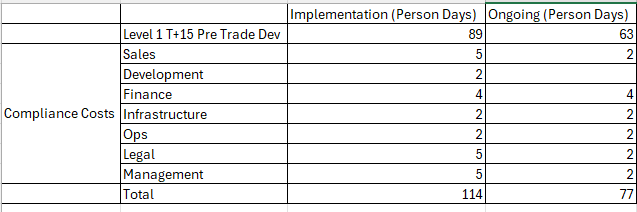 Implementation (Person Days) Ongoing (Person Days)
Level 1 T+15 Pre Trade Dev 89 63
Sales 5 2
Development 2
Finance 4 4
Compliance Costs Infrastructure 2 2
Ops 2 2
Legal 5 2
Management 5 2
Total 114 77